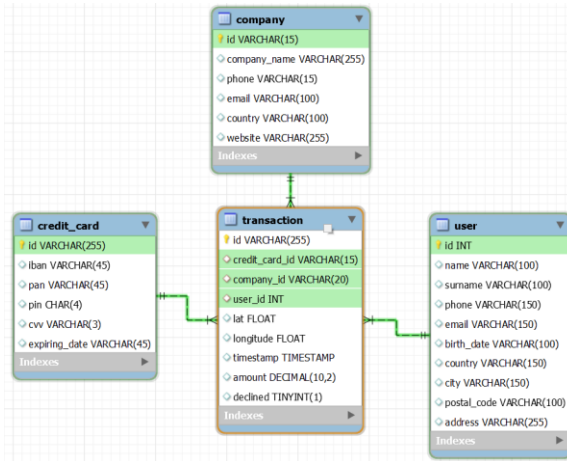 company
id VARCHAR(15)
company_name VARCHAR(255)
phone VARCHAR(15)
email VARCHAR(100)
country VARCHAR(100)
website VARCHAR(255)
Indexes
credit_card
id VARCHAR(255)
iban VARCHAR(45)
pan VARCHAR(45)
pin CHAR(4)
cvv VARCHAR(3)
expiring_date VARCHAR(45)
Indexes
transaction
id VARCHAR(255)
credit_card_id VARCHAR(15)
company_id VARCHAR(20)
user_id INT
lat FLOAT
longitude FLOAT
timestamp TIMESTAMP
amount DECIMAL(10,2)
declined TINYINT(1)
Indexes
user
id INT
name VARCHAR(100)
surname VARCHAR(100)
phone VARCHAR(150)
email VARCHAR(150)
birth_date VARCHAR(100)
country VARCHAR(150)
city VARCHAR(150)
postal_code VARCHAR(100)
address VARCHAR(255)
Indexes